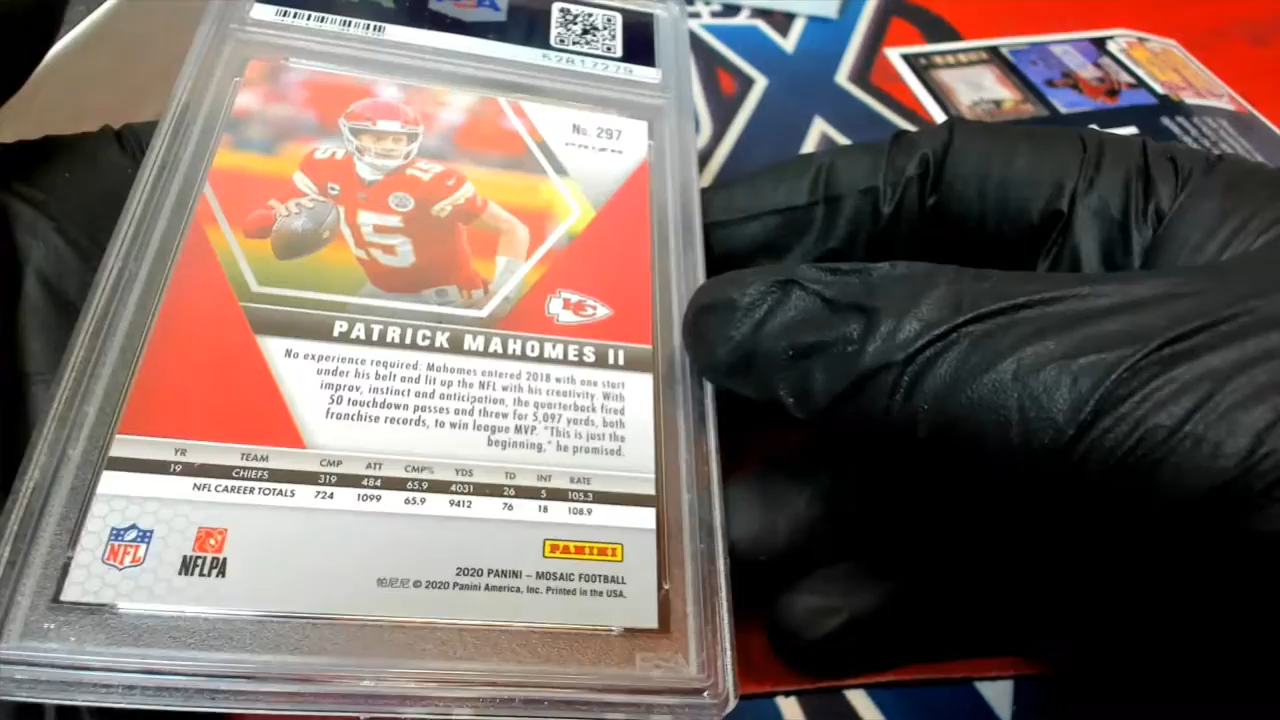 52817279
No. 297
PRIZM
15
15
15
PATRICK MAHOMES II
No experience required: Mahomes entered 2018 with one start
under his belt and lit up the NFL with his creativity. With
improv, instinct and anticipation, the quarterback fired
50 touchdown passes and threw for 5,097 yards, both
franchise records, to win league MVP. "This is just the
beginning," he promised.
YR TEAM CMP ATT CMP% YDS TD INT RATE
19 CHIEFS 319 484 65.9 4031 26 5 105.3
NFL CAREER TOTALS 724 1099 65.9 9412 76 18 108.9
NFL
NFLPA
PANINI
2020 PANINI – MOSAIC FOOTBALL
帕尼尼 © 2020 Panini America, Inc. Printed in the USA.
PSA